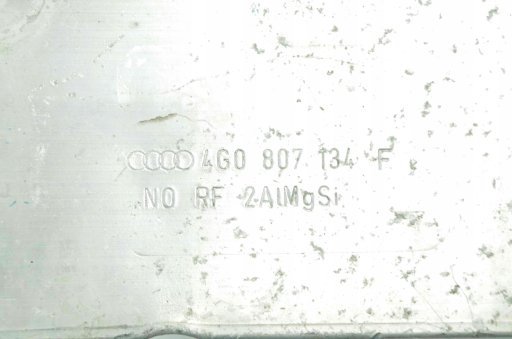 4G0 807 134 F
NO RF 2AlMgSi